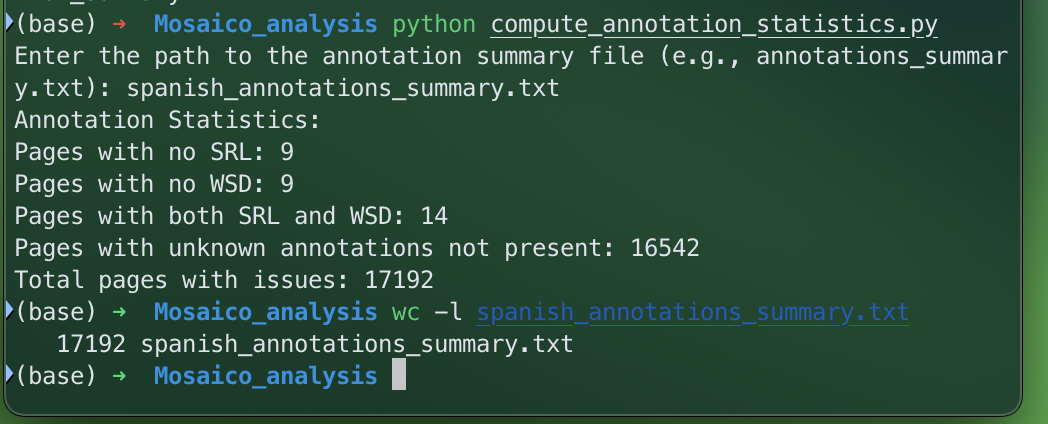 (base) → Mosaico_analysis python compute_annotation_statistics.py
Enter the path to the annotation summary file (e.g., annotations_summar
y.txt): spanish_annotations_summary.txt
Annotation Statistics:
Pages with no SRL: 9
Pages with no WSD: 9
Pages with both SRL and WSD: 14
Pages with unknown annotations not present: 16542
Total pages with issues: 17192
(base) → Mosaico_analysis wc -l spanish_annotations_summary.txt
17192 spanish_annotations_summary.txt
(base) → Mosaico_analysis